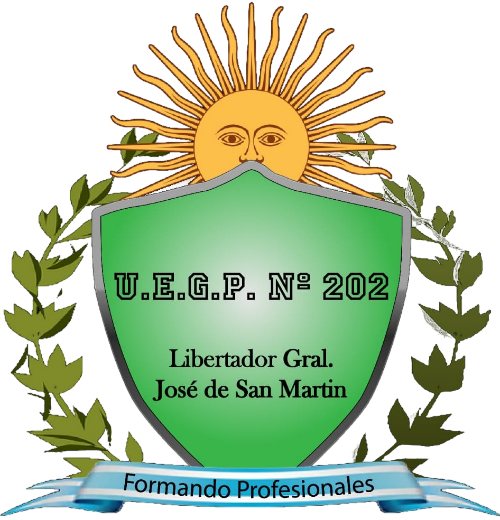 U.E.G.P. Nº 202
Libertador Gral.
José de San Martin
Formando Profesionales